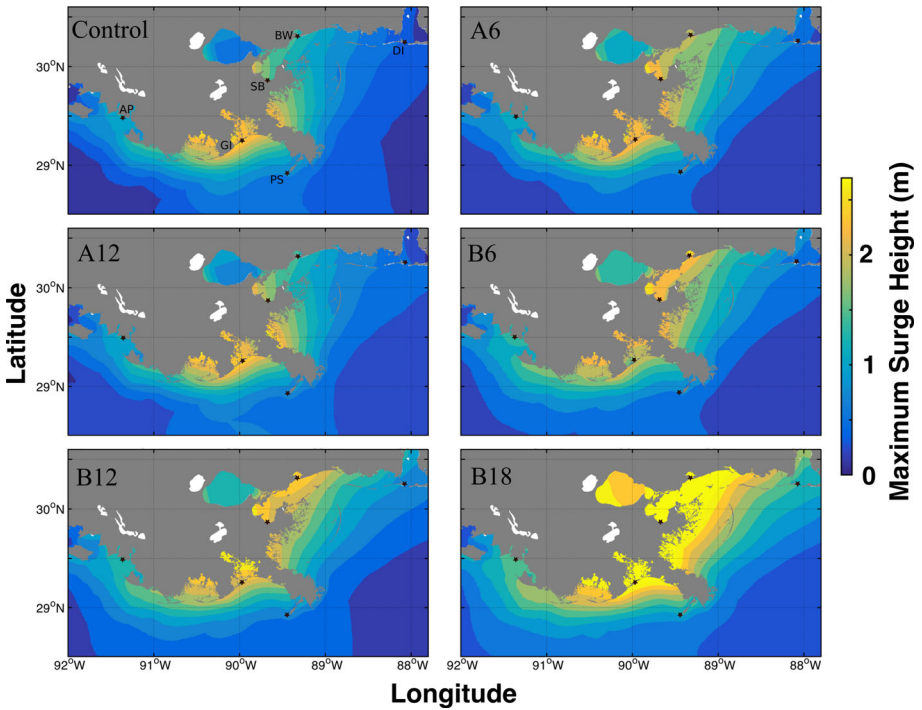 Control
BW
DI
30°N
SB
AP
GI
29°N
PS
A6
A12
30°N
29°N
B6
B12
30°N
29°N
92°W 91°W 90°W 89°W 88°W
B18
92°W 91°W 90°W 89°W 88°W
Latitude
Longitude
2
1
0
Maximum Surge Height (m)